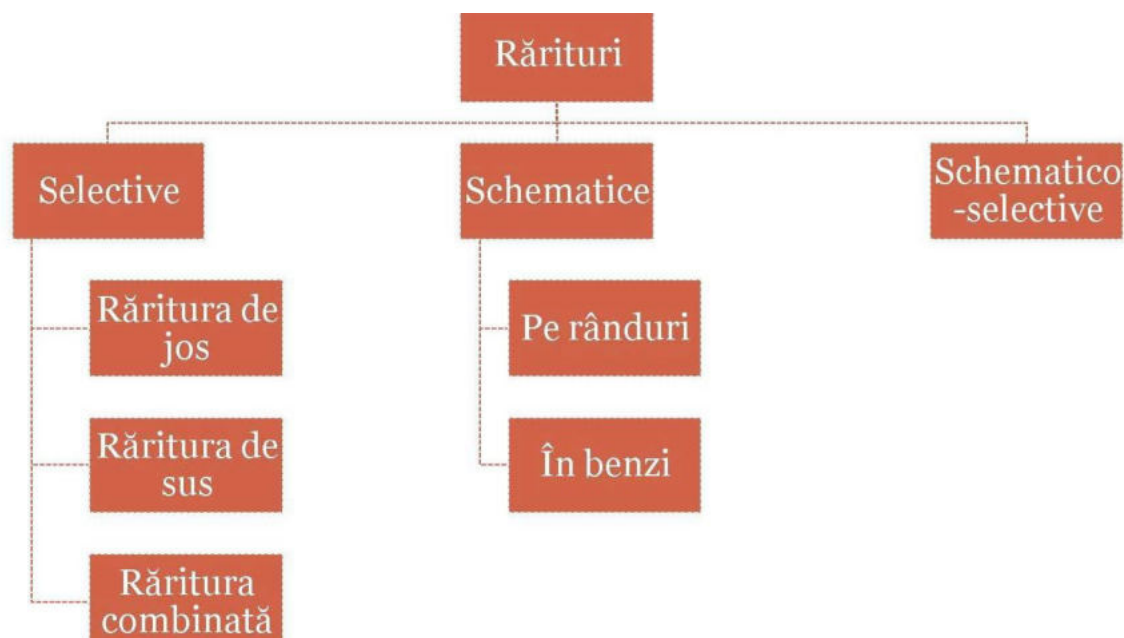 Rărituri
Selective
Schematice
Schematico
-selective
Răritura de
jos
Pe rânduri
Răritura de
sus
În benzi
Răritura
combinată